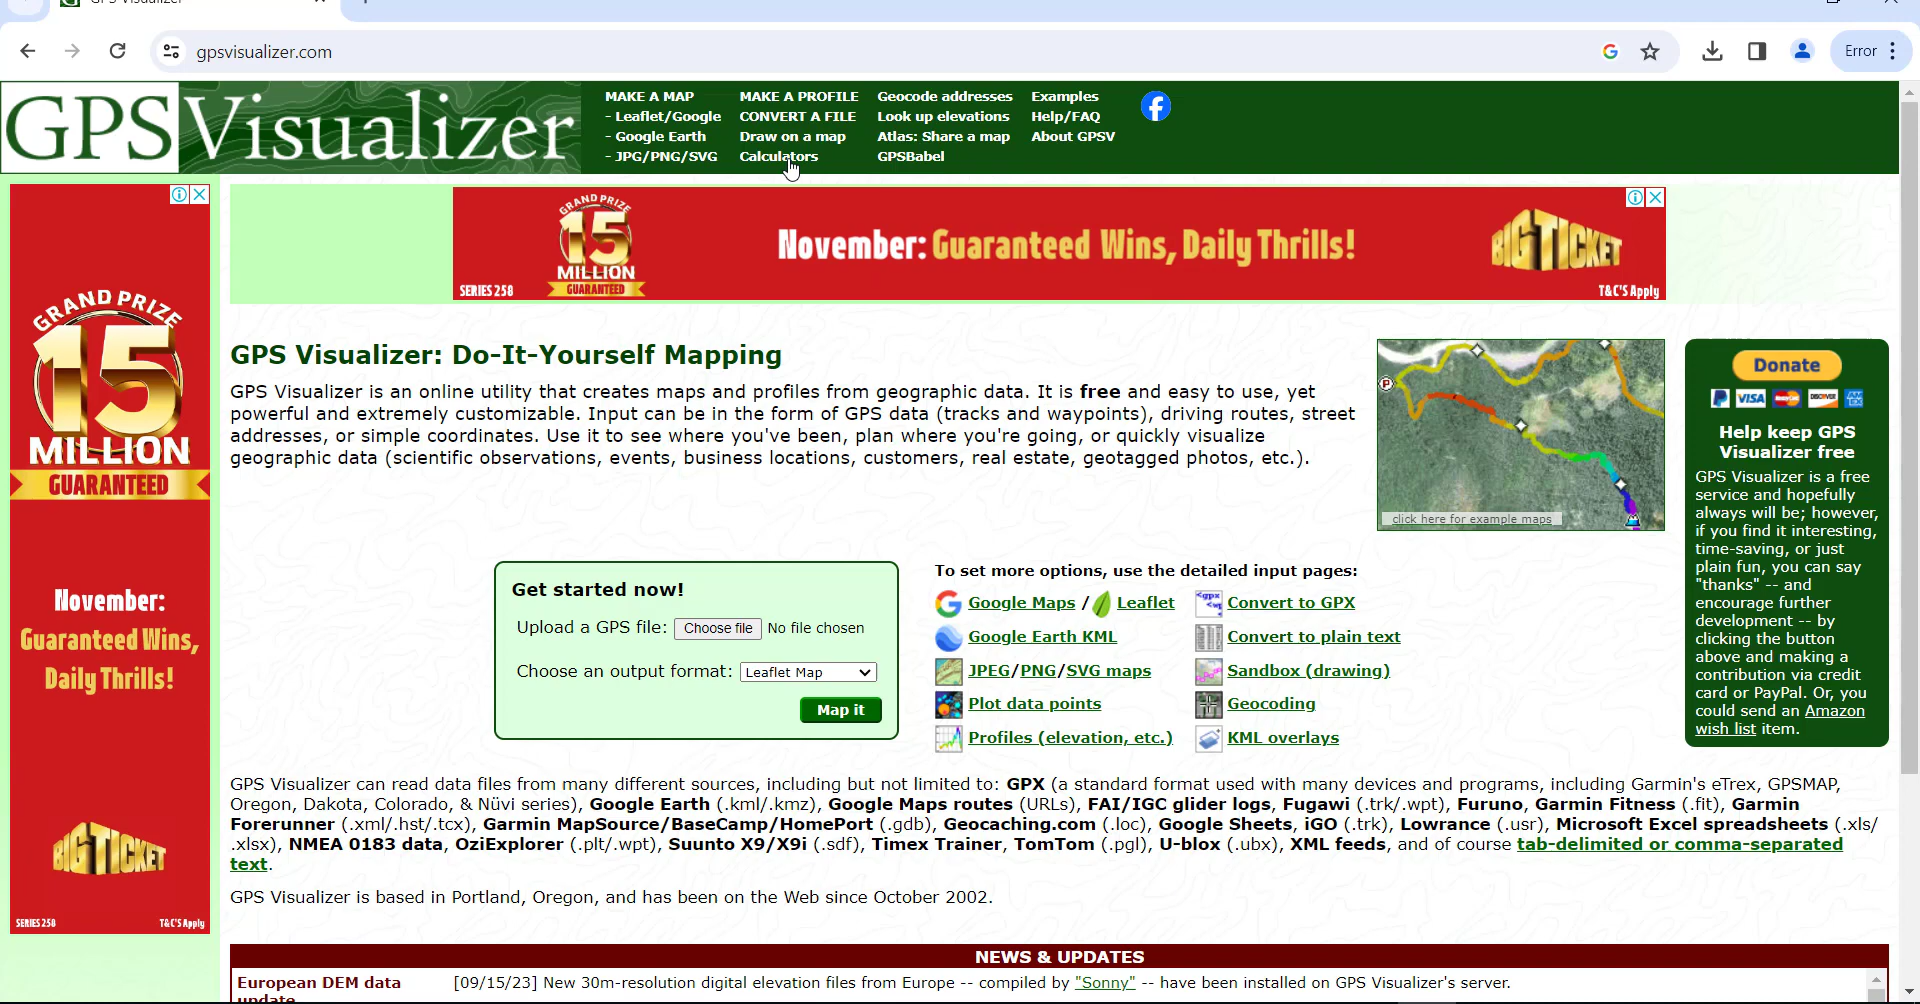 gpsvisualizer.com
Error
GPSVisualizer
MAKE A MAP
- Leaflet/Google
- Google Earth
- JPG/PNG/SVG
MAKE A PROFILE
CONVERT A FILE
Draw on a map
Calculators
Geocode addresses
Look up elevations
Atlas: Share a map
GPSBabel
Examples
Help/FAQ
About GPSV
GRAND PRIZE
15
MILLION
GUARANTEED
November:
Guaranteed Wins,
Daily Thrills!
BIG TICKET
SERIES 258
T&C'S Apply
GRAND PRIZE
15
MILLION
GUARANTEED
SERIES 258
November: Guaranteed Wins, Daily Thrills!
BIG TICKET
T&C'S Apply
GPS Visualizer: Do-It-Yourself Mapping
GPS Visualizer is an online utility that creates maps and profiles from geographic data. It is free and easy to use, yet
powerful and extremely customizable. Input can be in the form of GPS data (tracks and waypoints), driving routes, street
addresses, or simple coordinates. Use it to see where you've been, plan where you're going, or quickly visualize
geographic data (scientific observations, events, business locations, customers, real estate, geotagged photos, etc.).
P
click here for example maps
Donate
VISA
DISCOVER
Help keep GPS
Visualizer free
GPS Visualizer is a free
service and hopefully
always will be; however,
if you find it interesting,
time-saving, or just
plain fun, you can say
"thanks" -- and
encourage further
development -- by
clicking the button
above and making a
contribution via credit
card or PayPal. Or, you
could send an Amazon
wish list item.
Get started now!
Upload a GPS file: Choose file No file chosen
Choose an output format: Leaflet Map
Map it
To set more options, use the detailed input pages:
Google Maps / Leaflet
Google Earth KML
JPEG/PNG/SVG maps
Plot data points
Profiles (elevation, etc.)
Convert to GPX
Convert to plain text
Sandbox (drawing)
Geocoding
KML overlays
GPS Visualizer can read data files from many different sources, including but not limited to: GPX (a standard format used with many devices and programs, including Garmin's eTrex, GPSMAP,
Oregon, Dakota, Colorado, & Nüvi series), Google Earth (.kml/.kmz), Google Maps routes (URLs), FAI/IGC glider logs, Fugawi (.trk/.wpt), Furuno, Garmin Fitness (.fit), Garmin
Forerunner (.xml/.hst/.tcx), Garmin MapSource/BaseCamp/HomePort (.gdb), Geocaching.com (.loc), Google Sheets, iGO (.trk), Lowrance (.usr), Microsoft Excel spreadsheets (.xls/
.xlsx), NMEA 0183 data, OziExplorer (.plt/.wpt), Suunto X9/X9i (.sdf), Timex Trainer, TomTom (.pgl), U-blox (.ubx), XML feeds, and of course tab-delimited or comma-separated
text.
GPS Visualizer is based in Portland, Oregon, and has been on the Web since October 2002.
NEWS & UPDATES
European DEM data
update
[09/15/23] New 30m-resolution digital elevation files from Europe -- compiled by "Sonny" -- have been installed on GPS Visualizer's server.